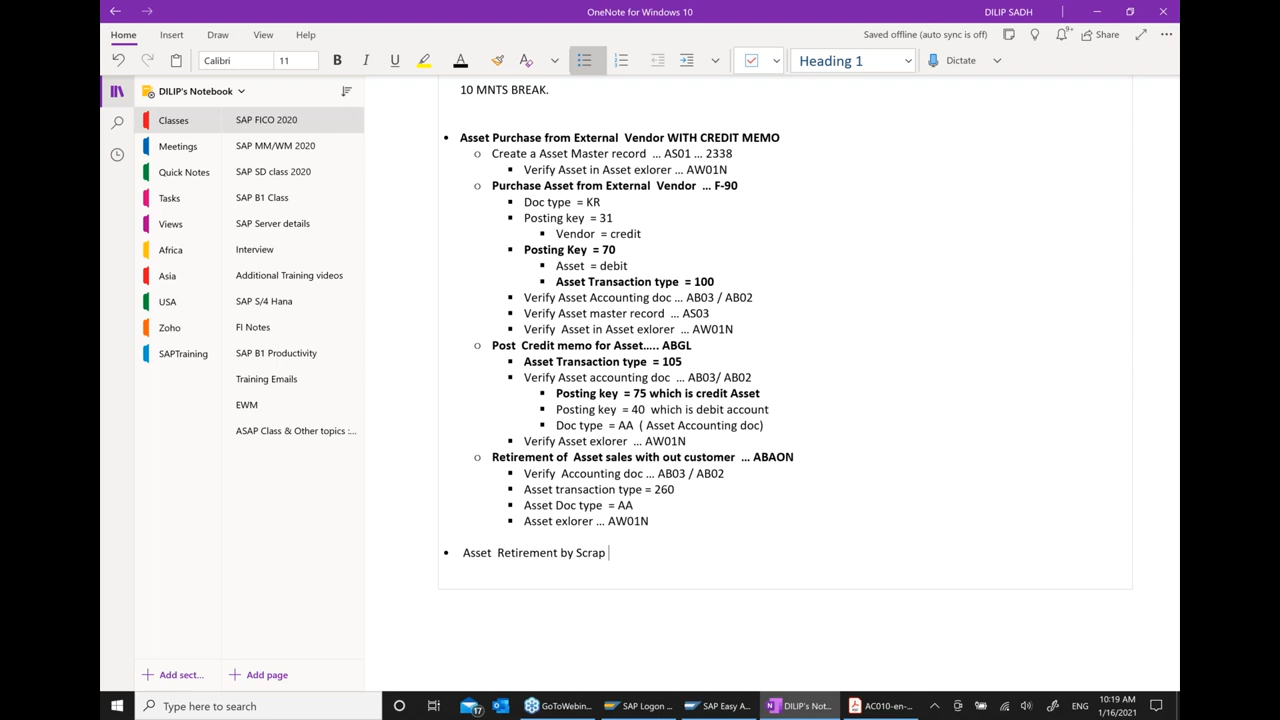 OneNote for Windows 10
DILIP SADH
Home Insert Draw View Help
Saved offline (auto sync is off)
9+
Share
Calibri 11 B I U A
Heading 1
Dictate
DILIP's Notebook
Classes
Meetings
Quick Notes
Tasks
Views
Africa
Asia
USA
Zoho
SAPTraining
SAP FICO 2020
SAP MM/WM 2020
SAP SD class 2020
SAP B1 Class
SAP Server details
Interview
Additional Training videos
SAP S/4 Hana
FI Notes
SAP B1 Productivity
Training Emails
EWM
ASAP Class & Other topics :...
Add sect...
Add page
10 MNTS BREAK.
• Asset Purchase from External Vendor WITH CREDIT MEMO
○ Create a Asset Master record ... AS01 ... 2338
▪ Verify Asset in Asset exlorer ... AW01N
○ Purchase Asset from External Vendor ... F-90
▪ Doc type = KR
▪ Posting key = 31
▪ Vendor = credit
▪ Posting Key = 70
▪ Asset = debit
▪ Asset Transaction type = 100
▪ Verify Asset Accounting doc ... AB03 / AB02
▪ Verify Asset master record ... AS03
▪ Verify Asset in Asset exlorer ... AW01N
○ Post Credit memo for Asset..... ABGL
▪ Asset Transaction type = 105
▪ Verify Asset accounting doc ... AB03/ AB02
▪ Posting key = 75 which is credit Asset
▪ Posting key = 40 which is debit account
▪ Doc type = AA ( Asset Accounting doc)
▪ Verify Asset exlorer ... AW01N
○ Retirement of Asset sales with out customer ... ABAON
▪ Verify Accounting doc ... AB03 / AB02
▪ Asset transaction type = 260
▪ Asset Doc type = AA
▪ Asset exlorer ... AW01N
• Asset Retirement by Scrap
Type here to search
17
GoToWebin...
SAP Logon ...
SAP Easy A...
DILIP's Not...
AC010-en-...
ENG
10:19 AM
1/16/2021